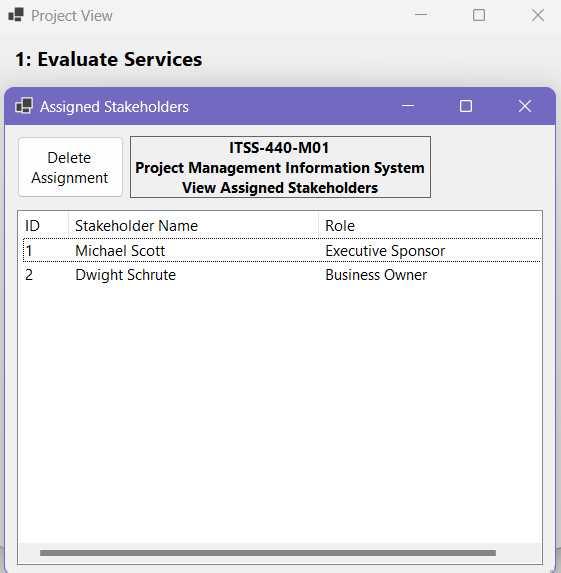 Project View
1: Evaluate Services
Assigned Stakeholders
Delete
Assignment
ITSS-440-M01
Project Management Information System
View Assigned Stakeholders
ID Stakeholder Name Role
1 Michael Scott Executive Sponsor
2 Dwight Schrute Business Owner